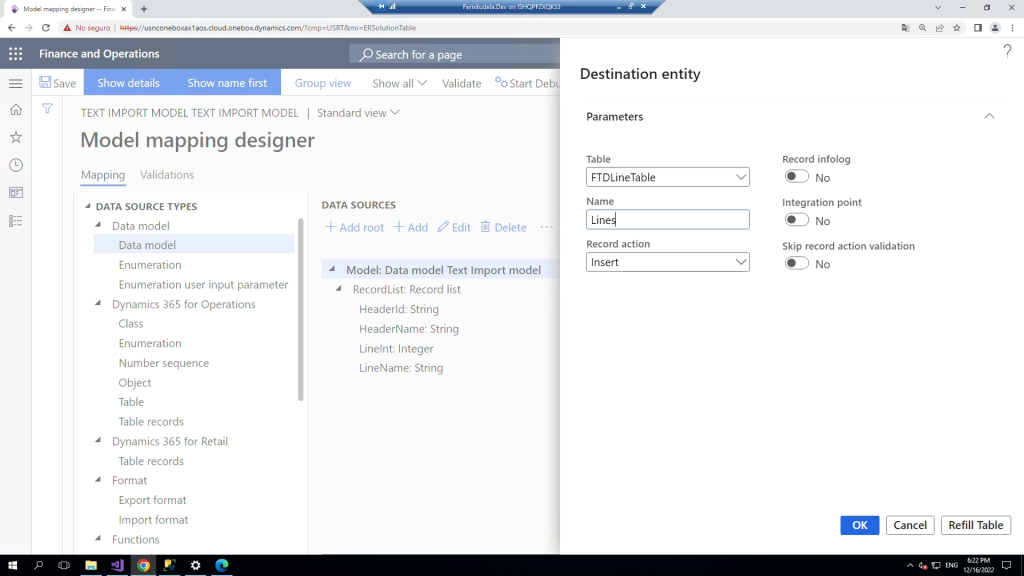 Model mapping designer -- Finan
Fernitudela.Dev on ISHQPF2XQKS3
No seguro
https://usnconeboxax1aos.cloud.onebox.dynamics.com/?cmp=USRT&mi=ERSolutionTable
Finance and Operations
Search for a page
Save
Show details
Show name first
Group view
Show all
Validate
Start Debu
TEXT IMPORT MODEL TEXT IMPORT MODEL | Standard view
Model mapping designer
Mapping
Validations
DATA SOURCE TYPES
Data model
Data model
Enumeration
Enumeration user input parameter
Dynamics 365 for Operations
Class
Enumeration
Number sequence
Object
Table
Table records
Dynamics 365 for Retail
Table records
Format
Export format
Import format
Functions
DATA SOURCES
Add root
Add
Edit
Delete
Model: Data model Text Import model
RecordList: Record list
HeaderId: String
HeaderName: String
LineInt: Integer
LineName: String
?
Destination entity
Parameters
Table
FTDLineTable
Name
Lines
Record action
Insert
Record infolog
No
Integration point
No
Skip record action validation
No
OK
Cancel
Refill Table
ENG
6:22 PM
12/16/2022